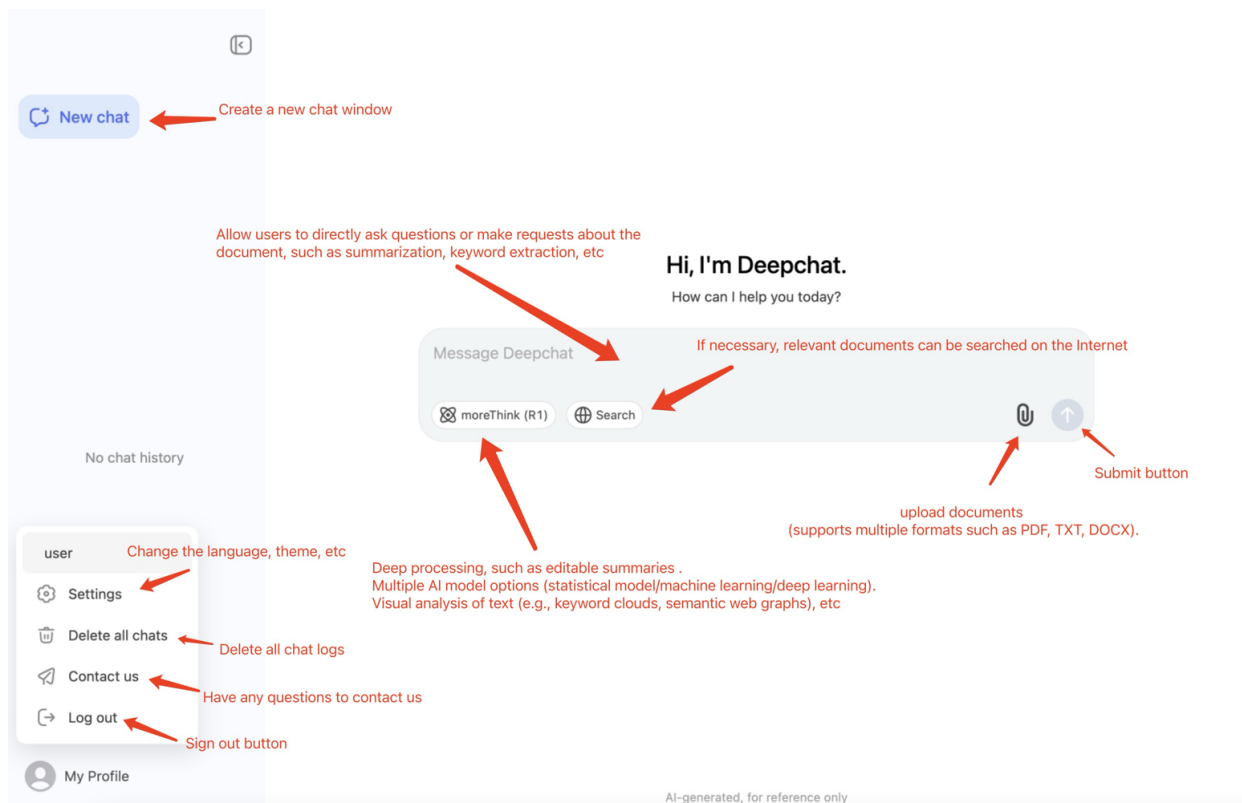 New chat
Create a new chat window
Allow users to directly ask questions or make requests about the
document, such as summarization, keyword extraction, etc
Hi, I'm Deepchat.
How can I help you today?
Message Deepchat
If necessary, relevant documents can be searched on the Internet
moreThink (R1)
Search
No chat history
Submit button
upload documents
(supports multiple formats such as PDF, TXT, DOCX).
user
Change the language, theme, etc
Settings
Deep processing, such as editable summaries .
Multiple AI model options (statistical model/machine learning/deep learning).
Visual analysis of text (e.g., keyword clouds, semantic web graphs), etc
Delete all chats
Delete all chat logs
Contact us
Have any questions to contact us
Log out
Sign out button
My Profile
AI-generated, for reference only